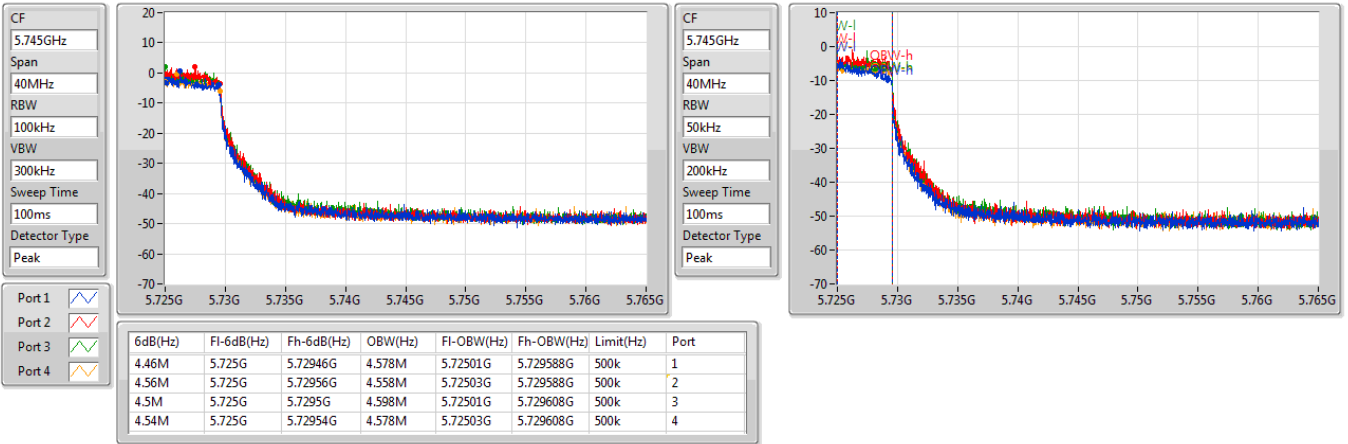 CF
5.745GHz
Span
40MHz
RBW
100kHz
VBW
300kHz
Sweep Time
100ms
Detector Type
Peak
20
10
0
-10
-20
-30
-40
-50
-60
-70
5.725G 5.73G 5.735G 5.74G 5.745G 5.75G 5.755G 5.76G 5.765G
CF
5.745GHz
Span
40MHz
RBW
50kHz
VBW
200kHz
Sweep Time
100ms
Detector Type
Peak
10
0
-10
-20
-30
-40
-50
-60
-70
W-l
W-l
W-l
OBW-h
5.725G 5.73G 5.735G 5.74G 5.745G 5.75G 5.755G 5.76G 5.765G
Port 1
Port 2
Port 3
Port 4
6dB(Hz) Fl-6dB(Hz) Fh-6dB(Hz) OBW(Hz) Fl-OBW(Hz) Fh-OBW(Hz) Limit(Hz) Port
4.46M 5.725G 5.72946G 4.578M 5.72501G 5.729588G 500k 1
4.56M 5.725G 5.72956G 4.558M 5.72503G 5.729588G 500k 2
4.5M 5.725G 5.7295G 4.598M 5.72501G 5.729608G 500k 3
4.54M 5.725G 5.72954G 4.578M 5.72503G 5.729608G 500k 4